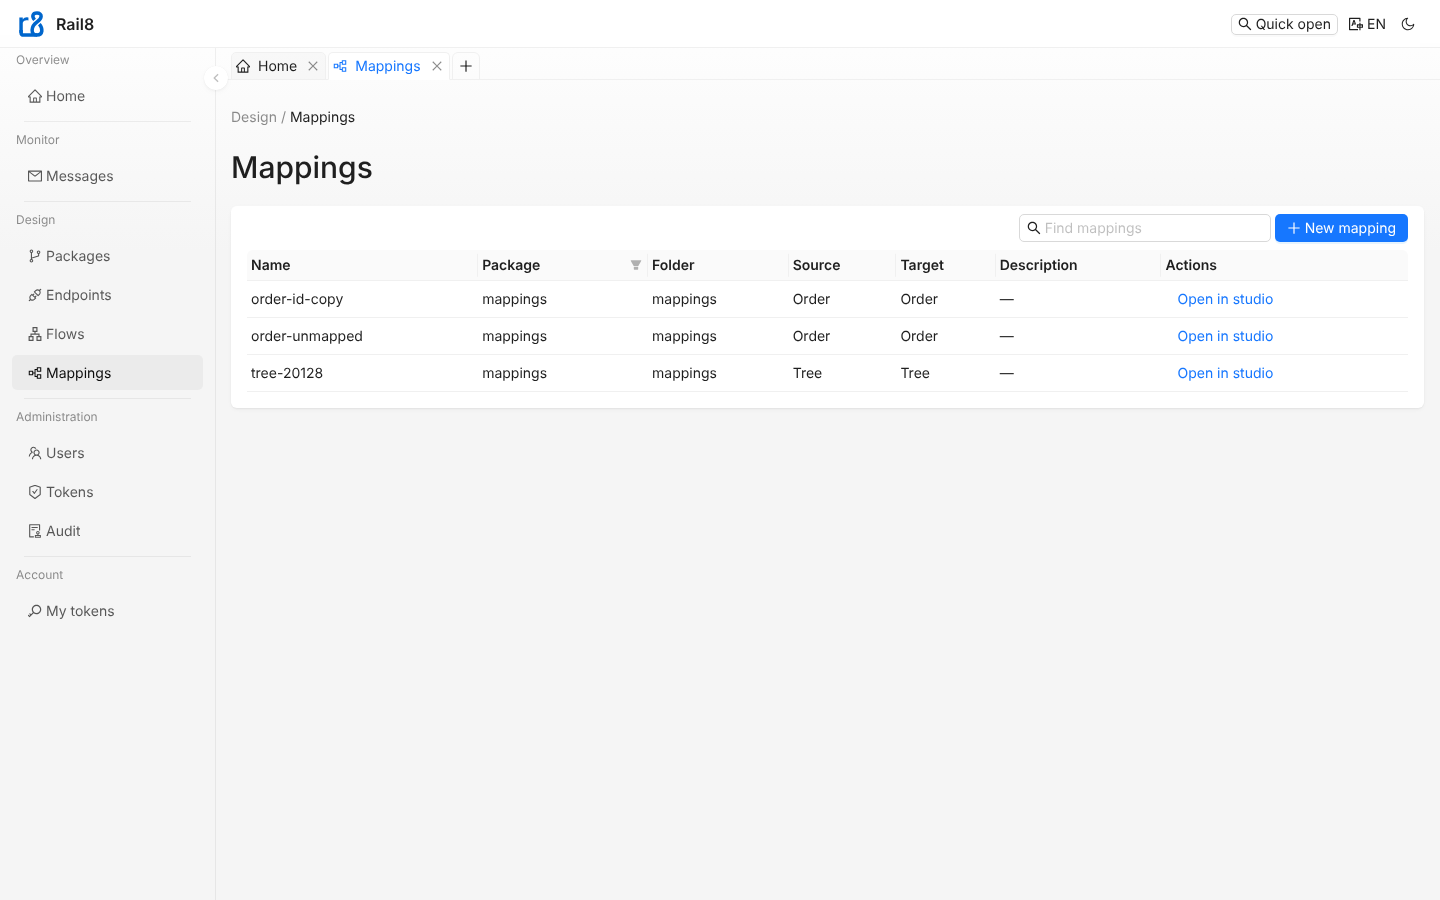 r8 Rail8
Quick open
EN
Overview
Home
Monitor
Messages
Design
Packages
Endpoints
Flows
Mappings
Administration
Users
Tokens
Audit
Account
My tokens
Home
Mappings
Design / Mappings
Mappings
Find mappings
New mapping
Name Package Folder Source Target Description Actions
order-id-copy mappings mappings Order Order — Open in studio
order-unmapped mappings mappings Order Order — Open in studio
tree-20128 mappings mappings Tree Tree — Open in studio